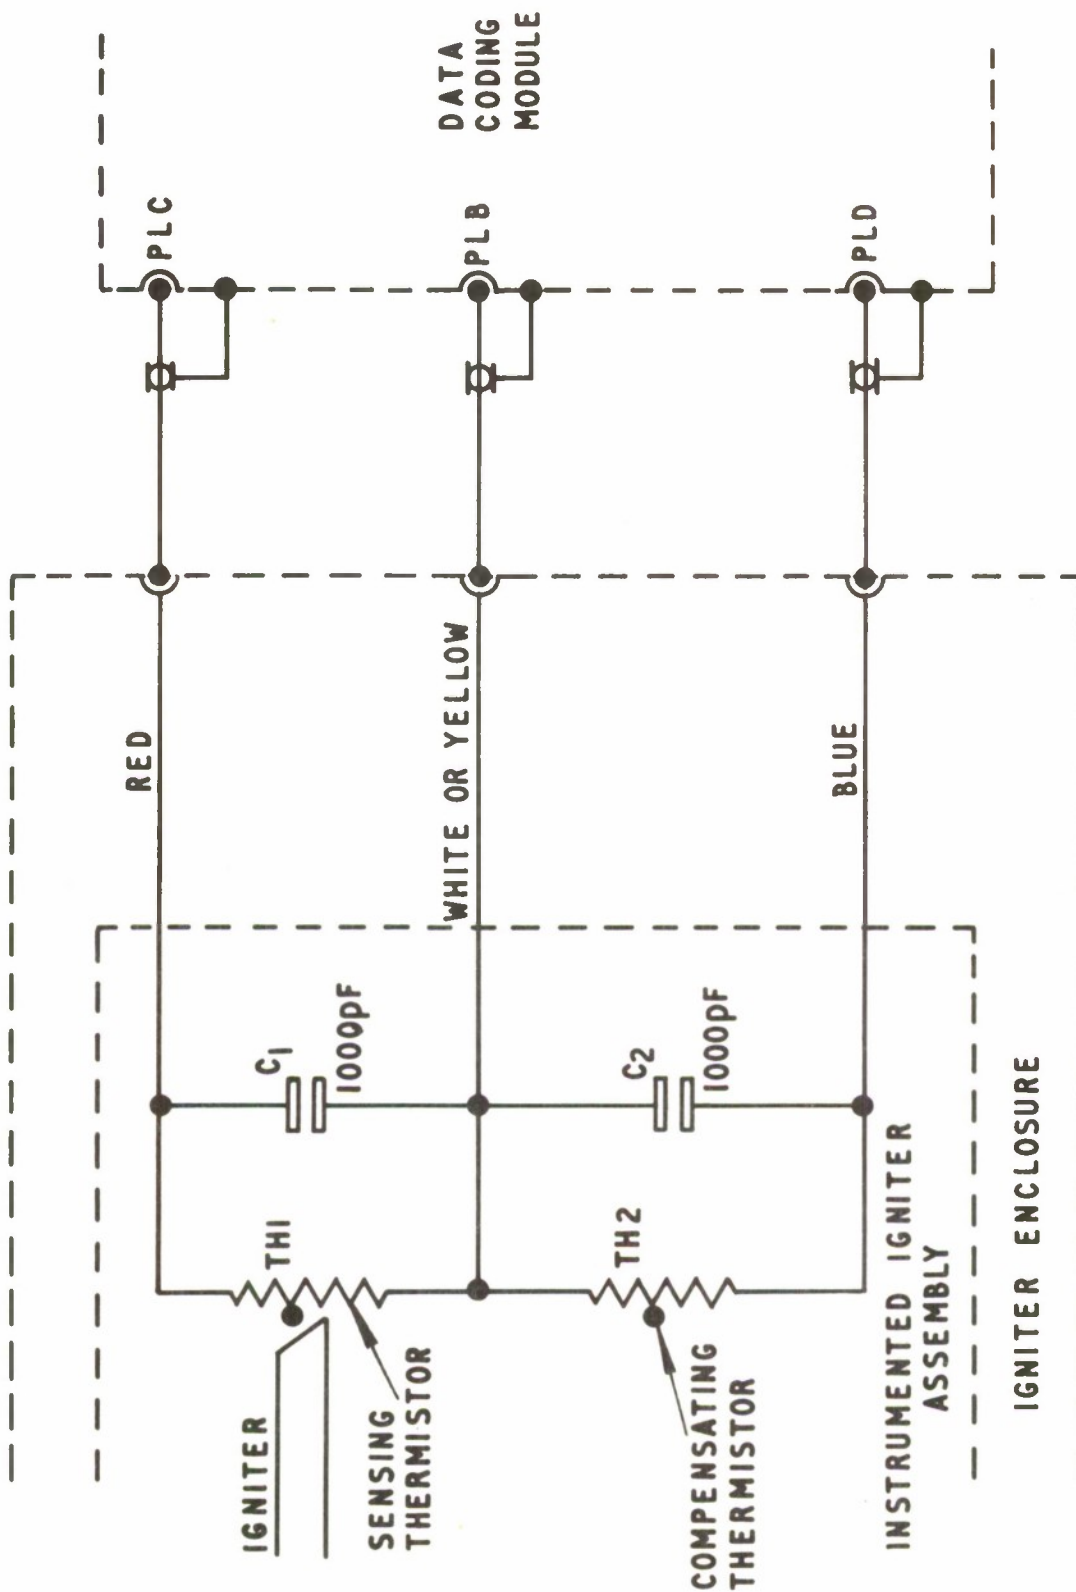 IGNITER
SENSING
THERMISTOR
TH1
C1
1000pF
RED
PLC
COMPENSATING
THERMISTOR
TH2
C2
1000pF
WHITE OR YELLOW
PLB
DATA
CODING
MODULE
INSTRUMENTED IGNITER
ASSEMBLY
BLUE
PLD
IGNITER ENCLOSURE